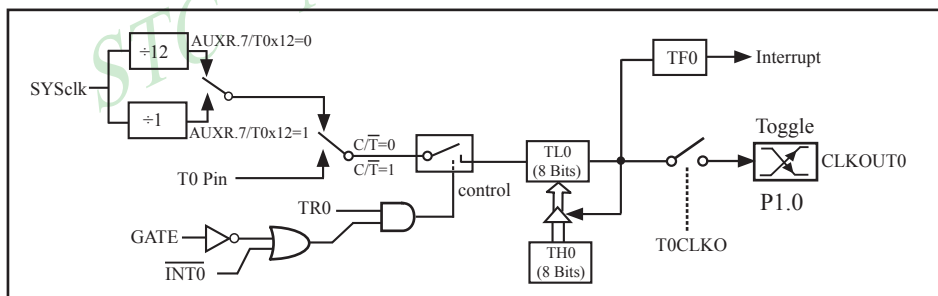 STC
÷12
AUXR.7/T0x12=0
SYSclk
÷1
AUXR.7/T0x12=1
T0 Pin
C/T̅=0
C/T̅=1
control
TR0
GATE
I̅N̅T̅0̅
TL0
(8 Bits)
TH0
(8 Bits)
TF0
Interrupt
Toggle
CLKOUT0
P1.0
T0CLKO